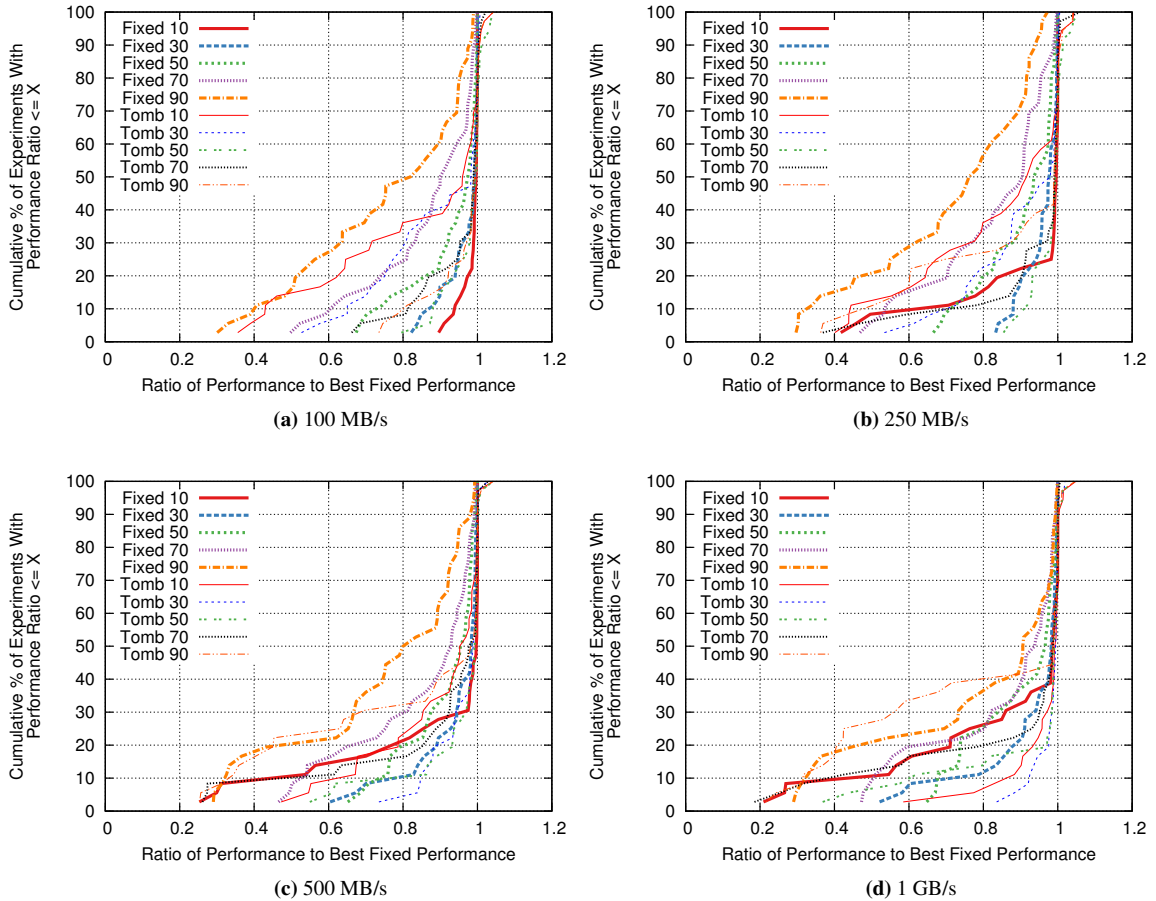 Cumulative % of Experiments With
Performance Ratio <= X
100
90
80
70
60
50
40
30
20
10
0
Fixed 10
Fixed 30
Fixed 50
Fixed 70
Fixed 90
Tomb 10
Tomb 30
Tomb 50
Tomb 70
Tomb 90
0 0.2 0.4 0.6 0.8 1 1.2
Ratio of Performance to Best Fixed Performance
(a) 100 MB/s
Cumulative % of Experiments With
Performance Ratio <= X
100
90
80
70
60
50
40
30
20
10
0
Fixed 10
Fixed 30
Fixed 50
Fixed 70
Fixed 90
Tomb 10
Tomb 30
Tomb 50
Tomb 70
Tomb 90
0 0.2 0.4 0.6 0.8 1 1.2
Ratio of Performance to Best Fixed Performance
(b) 250 MB/s
Cumulative % of Experiments With
Performance Ratio <= X
100
90
80
70
60
50
40
30
20
10
0
Fixed 10
Fixed 30
Fixed 50
Fixed 70
Fixed 90
Tomb 10
Tomb 30
Tomb 50
Tomb 70
Tomb 90
0 0.2 0.4 0.6 0.8 1 1.2
Ratio of Performance to Best Fixed Performance
(c) 500 MB/s
Cumulative % of Experiments With
Performance Ratio <= X
100
90
80
70
60
50
40
30
20
10
0
Fixed 10
Fixed 30
Fixed 50
Fixed 70
Fixed 90
Tomb 10
Tomb 30
Tomb 50
Tomb 70
Tomb 90
0 0.2 0.4 0.6 0.8 1 1.2
Ratio of Performance to Best Fixed Performance
(d) 1 GB/s